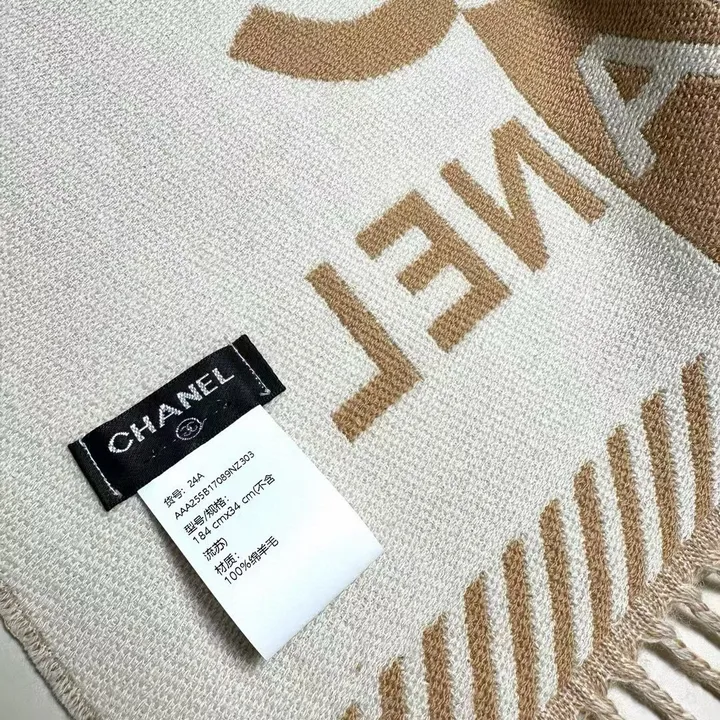 A
NEL
CHANEL
货号: 24A
AAA255B17089NZ303
型号/规格:
184 cmx34 cm(不含
流苏)
材质:
100%绵羊毛